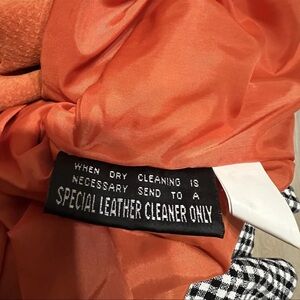 WHEN DRY CLEANING IS
NECESSARY SEND TO A
SPECIAL LEATHER CLEANER ONLY